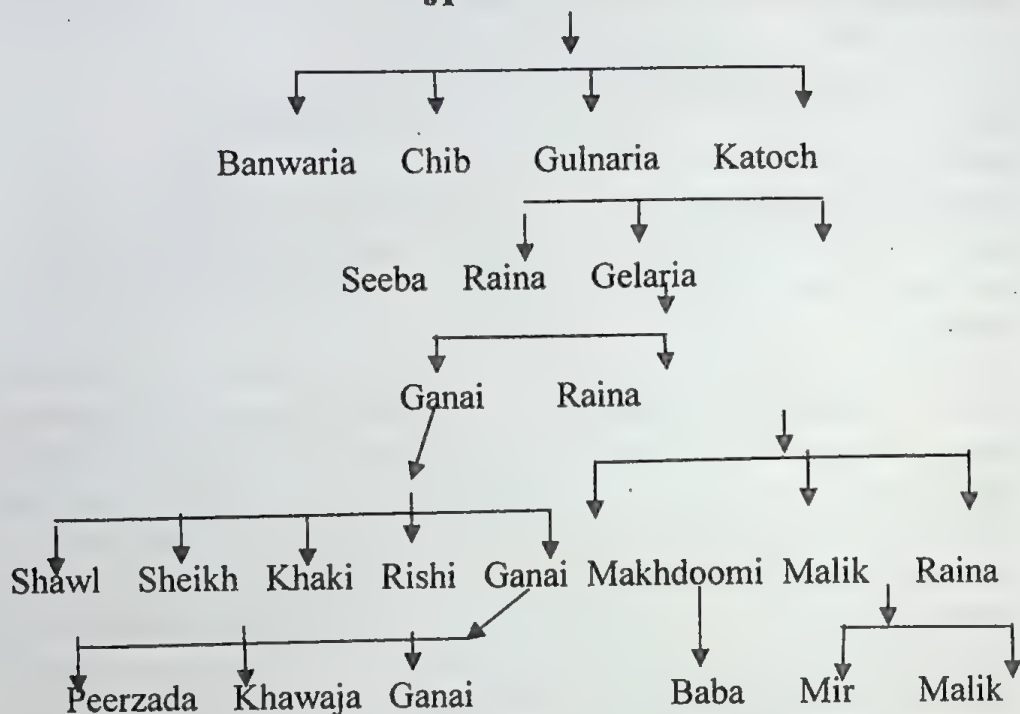 Banwaria Chib Gulnaria Katoch
Seeba Raina Gelaria
Ganai Raina
Shawl Sheikh Khaki Rishi Ganai Makhdoomi Malik Raina
Peerzada Khawaja Ganai Baba Mir Malik